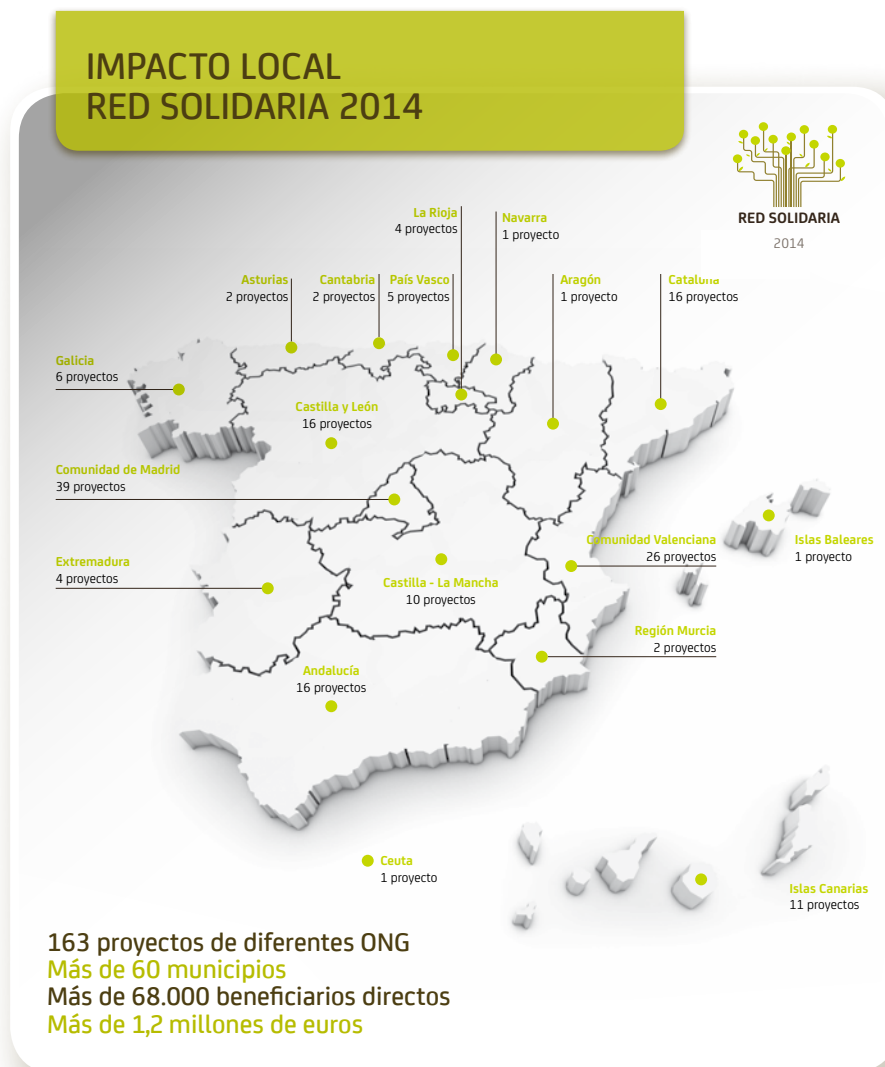 IMPACTO LOCAL
RED SOLIDARIA 2014
RED SOLIDARIA
2014
La Rioja
4 proyectos
Navarra
1 proyecto
Asturias
2 proyectos
Cantabria
2 proyectos
País Vasco
5 proyectos
Aragón
1 proyecto
Cataluña
16 proyectos
Galicia
6 proyectos
Castilla y León
16 proyectos
Comunidad de Madrid
39 proyectos
Comunidad Valenciana
26 proyectos
Islas Baleares
1 proyecto
Extremadura
4 proyectos
Castilla - La Mancha
10 proyectos
Región Murcia
2 proyectos
Andalucía
16 proyectos
Ceuta
1 proyecto
Islas Canarias
11 proyectos
163 proyectos de diferentes ONG
Más de 60 municipios
Más de 68.000 beneficiarios directos
Más de 1,2 millones de euros